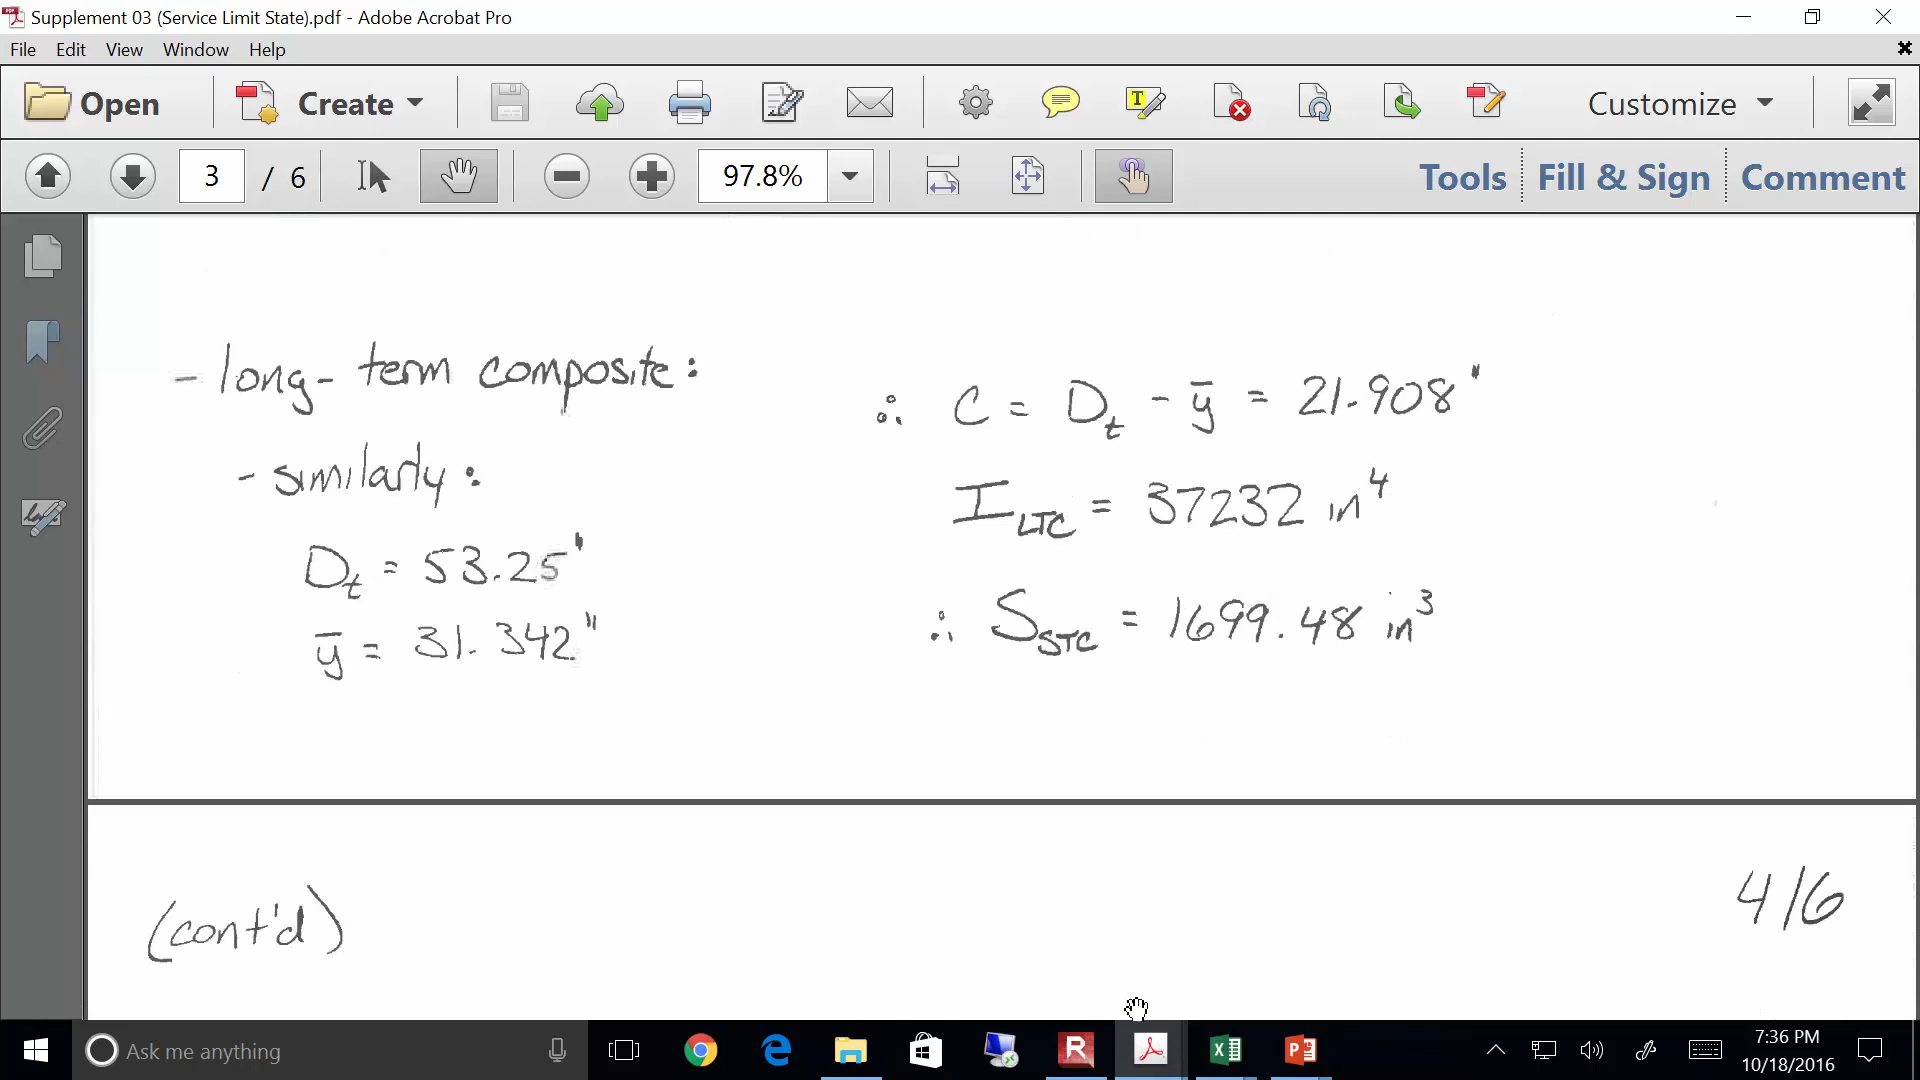 Supplement 03 (Service Limit State).pdf - Adobe Acrobat Pro
File Edit View Window Help
Open Create Customize
3 / 6 97.8% Tools Fill & Sign Comment
- long-term composite:
- similarly:
Dt = 53.25"
ȳ = 31.342"
∴ C = Dt - ȳ = 21.908"
I LTC = 37232 in⁴
∴ S STC = 1699.48 in³
(cont'd)
4/6
Ask me anything
7:36 PM
10/18/2016